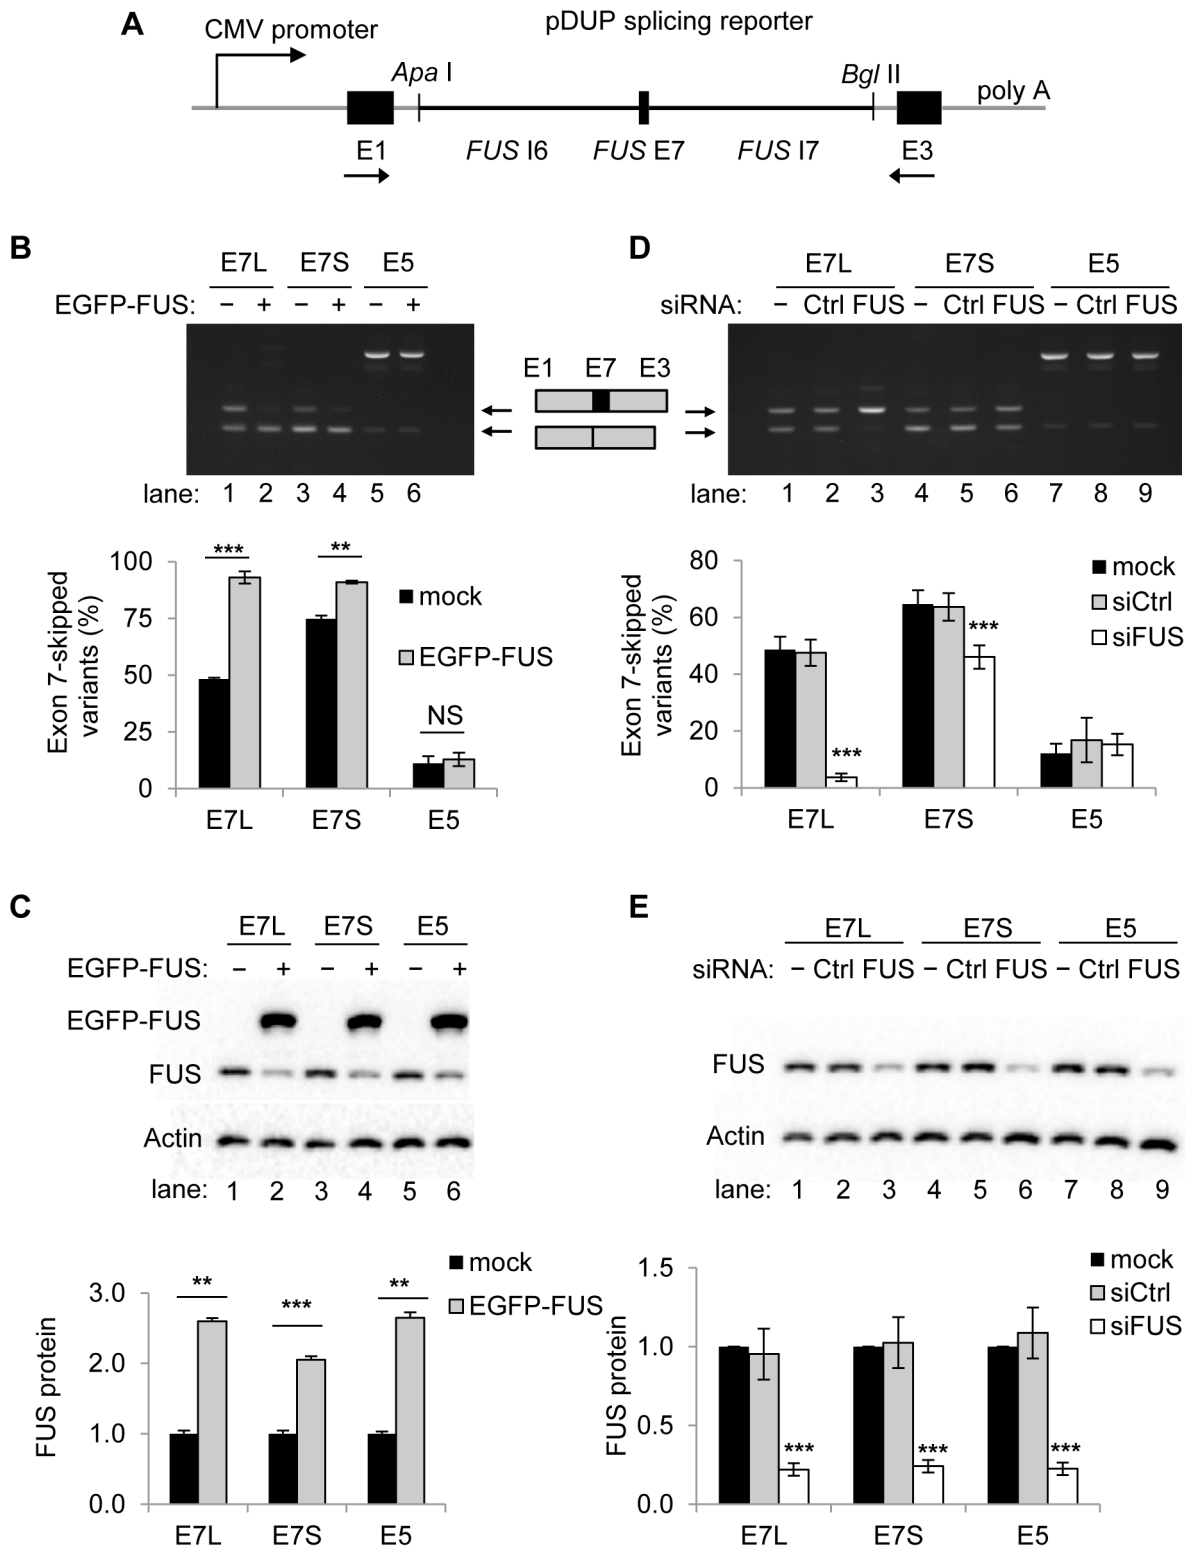 A
pDUP splicing reporter
CMV promoter
Apa I
Bgl II
poly A
E1
FUS I6
FUS E7
FUS I7
E3
B
E7L E7S E5
EGFP-FUS: – + – + – +
E1 E7 E3
lane: 1 2 3 4 5 6
Exon 7-skipped
variants (%)
100
75
50
25
0
***
**
NS
mock
EGFP-FUS
E7L E7S E5
D
E7L E7S E5
siRNA: – Ctrl FUS – Ctrl FUS – Ctrl FUS
lane: 1 2 3 4 5 6 7 8 9
Exon 7-skipped
variants (%)
80
60
40
20
0
***
***
mock
siCtrl
siFUS
E7L E7S E5
C
E7L E7S E5
EGFP-FUS: – + – + – +
EGFP-FUS
FUS
Actin
lane: 1 2 3 4 5 6
FUS protein
3.0
2.0
1.0
0.0
**
***
**
mock
EGFP-FUS
E7L E7S E5
E
E7L E7S E5
siRNA: – Ctrl FUS – Ctrl FUS – Ctrl FUS
FUS
Actin
lane: 1 2 3 4 5 6 7 8 9
FUS protein
1.5
1.0
0.5
0.0
***
***
***
mock
siCtrl
siFUS
E7L E7S E5